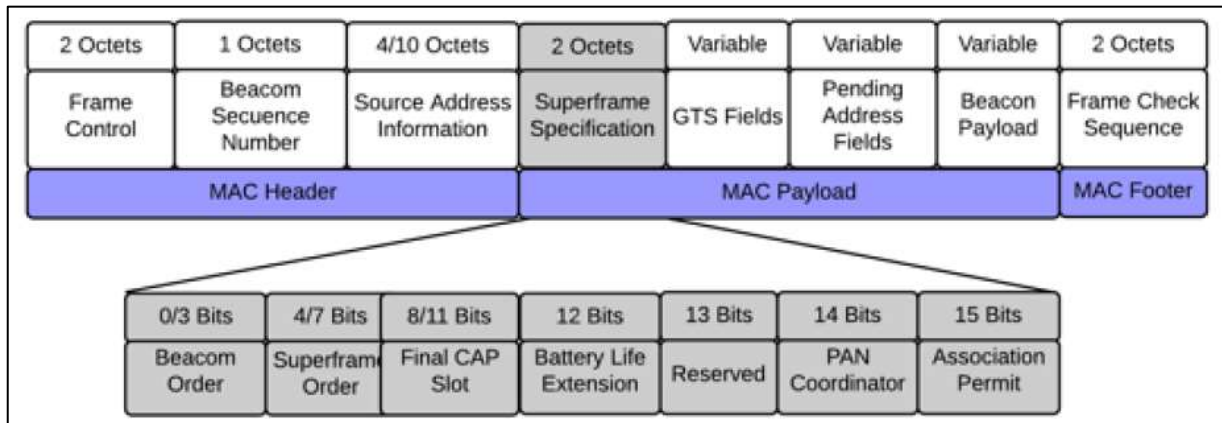 2 Octets
1 Octets
4/10 Octets
2 Octets
Variable
Variable
Variable
2 Octets
Frame
Control
Beacom
Secuence
Number
Source Address
Information
Superframe
Specification
GTS Fields
Pending
Address
Fields
Beacon
Payload
Frame Check
Sequence
MAC Header
MAC Payload
MAC Footer
0/3 Bits
4/7 Bits
8/11 Bits
12 Bits
13 Bits
14 Bits
15 Bits
Beacom
Order
Superframe
Order
Final CAP
Slot
Battery Life
Extension
Reserved
PAN
Coordinator
Association
Permit